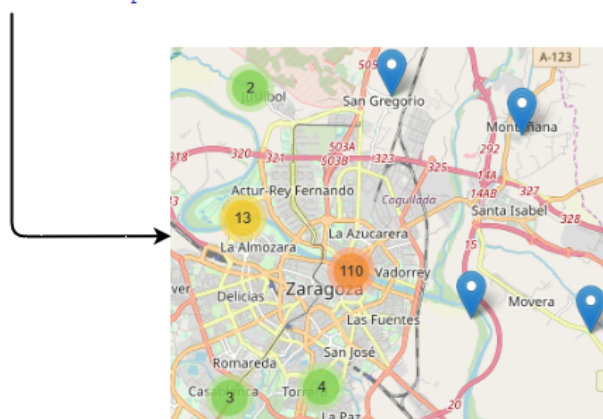 A-123
505
2
Juslibol
San Gregorio
Montañana
503A
503B
318
320
321
323
325
292
14A
14AB
327
328
Actur-Rey Fernando
Cogullada
Santa Isabel
13
La Almozara
La Azucarera
15
110
Vadorrey
Zaragoza
Delicias
Movera
Las Fuentes
San José
Romareda
Casablanca
3
Torrero
4
20
La Paz